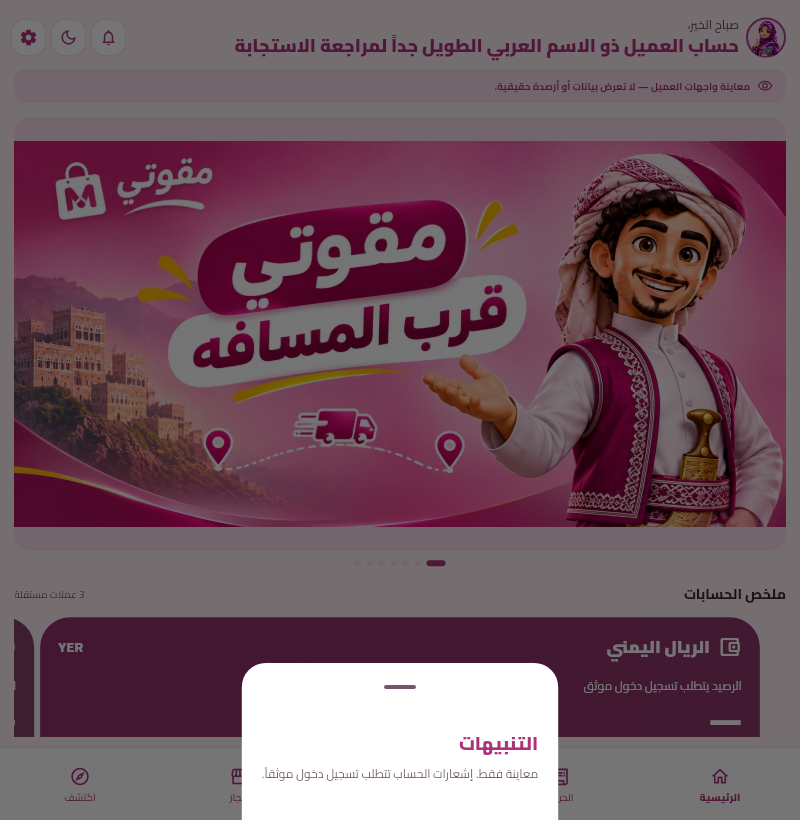 صباح الخير،
حساب العميل ذو الاسم العربي الطويل جداً لمراجعة الاستجابة
معاينة واجهات العميل — لا تعرض بيانات أو أرصدة حقيقية.
مقوتي
مقوتي
قرب المسافه
ملخص الحسابات
3 عملات مستقلة
الريال اليمني
YER
الرصيد يتطلب تسجيل دخول موثق
التنبيهات
معاينة فقط. إشعارات الحساب تتطلب تسجيل دخول موثقاً.
الرئيسية
اكتشف